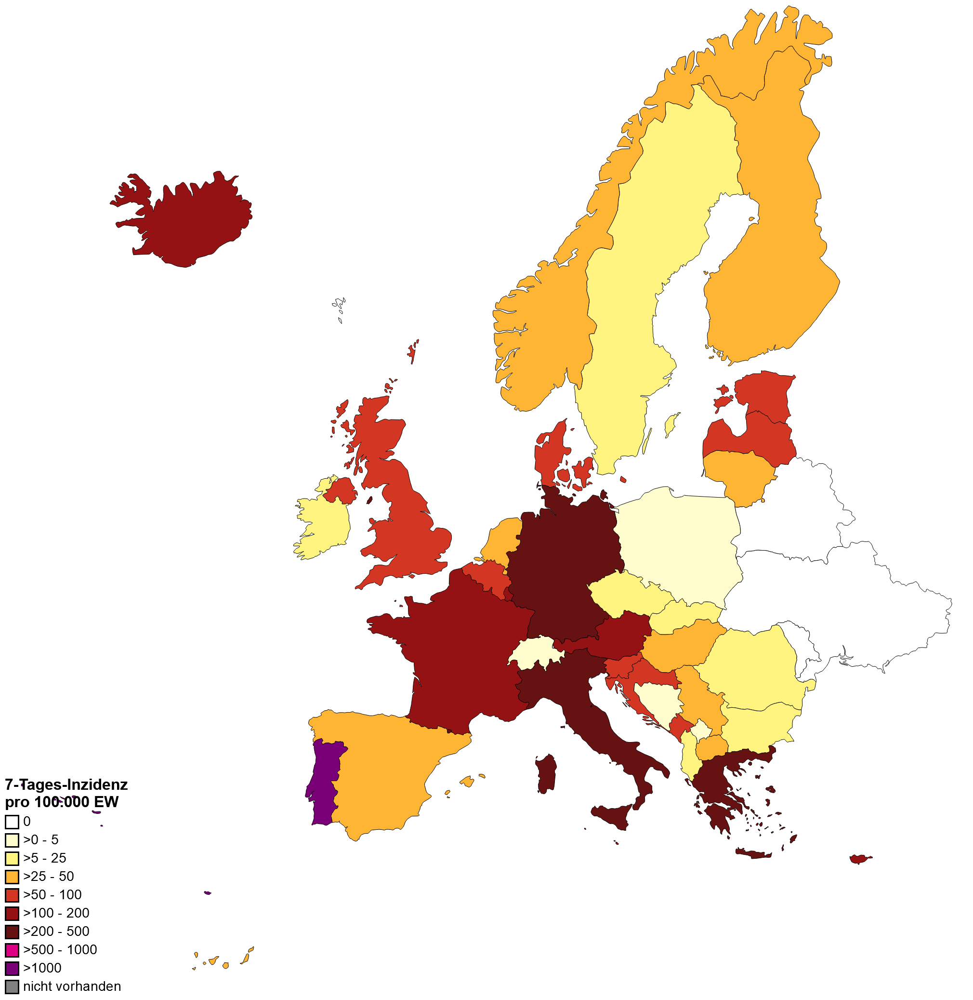 7-Tages-Inzidenz
pro 100.000 EW
0
>0 - 5
>5 - 25
>25 - 50
>50 - 100
>100 - 200
>200 - 500
>500 - 1000
>1000
nicht vorhanden